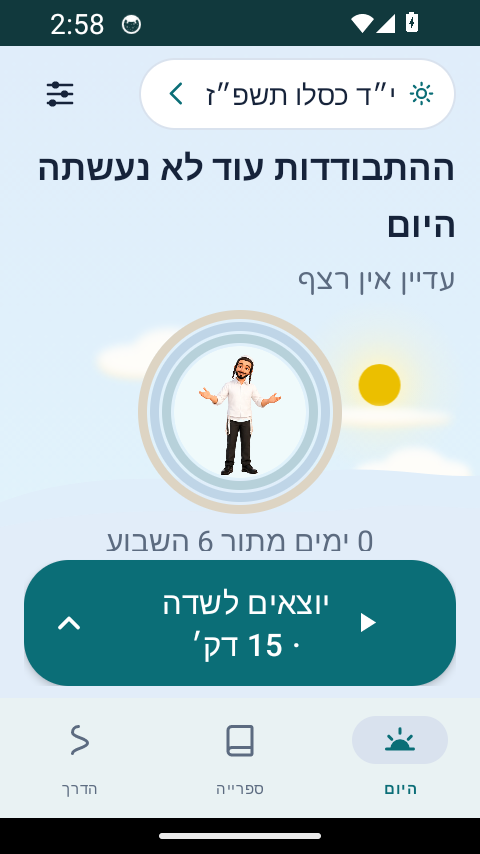 2:58
י״ד כסלו תשפ״ז
ההתבודדות עוד לא נעשתה
היום
עדיין אין רצף
0 ימים מתוך 6 השבוע
יוצאים לשדה
· 15 דק׳
היום
ספרייה
הדרך